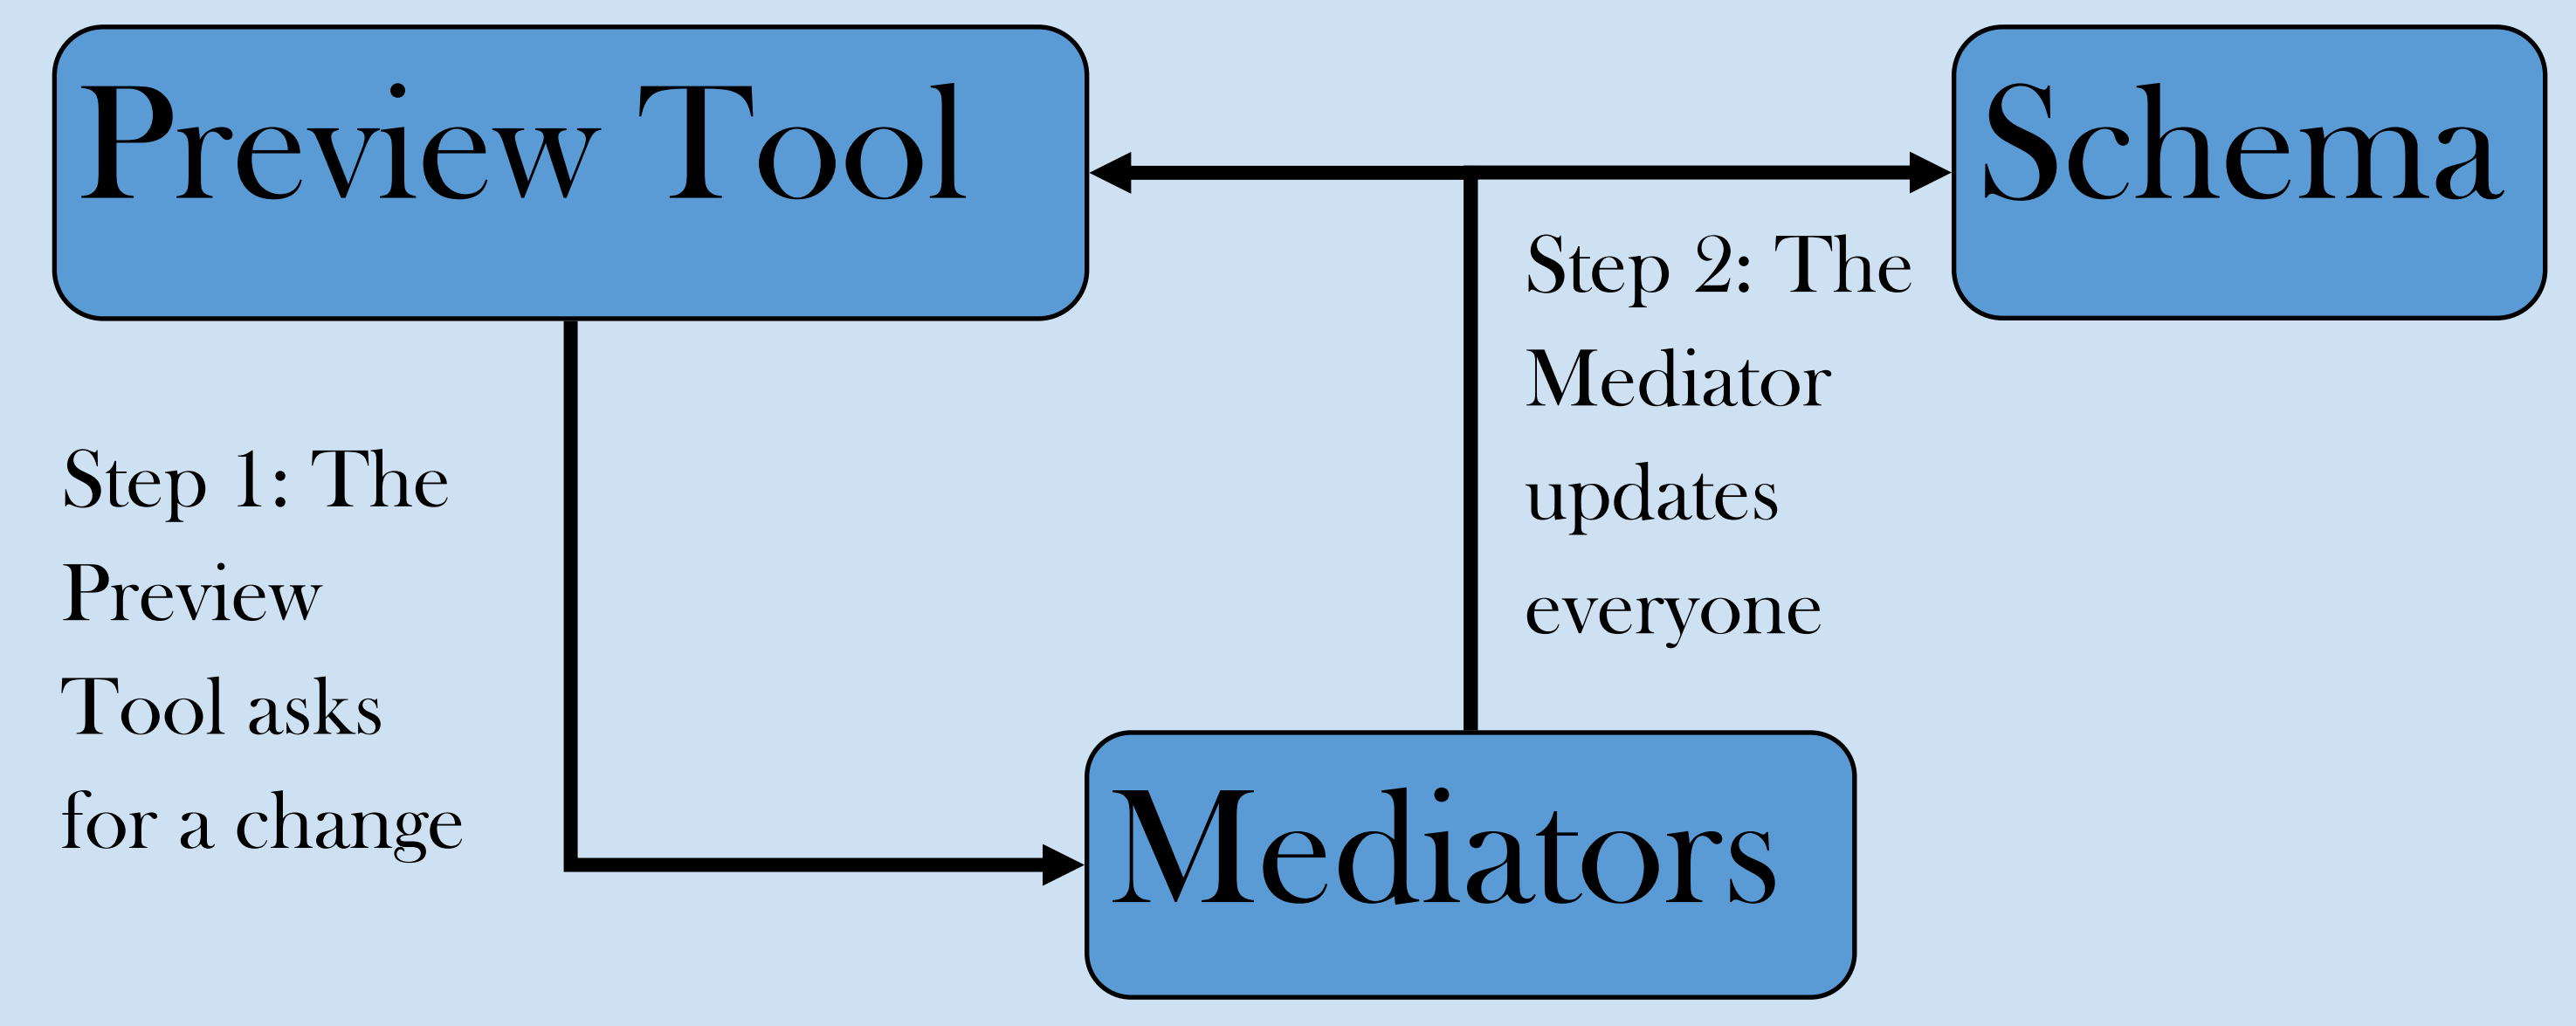 Preview Tool
Schema
Step 1: The
Preview
Tool asks
for a change
Step 2: The
Mediator
updates
everyone
Mediators